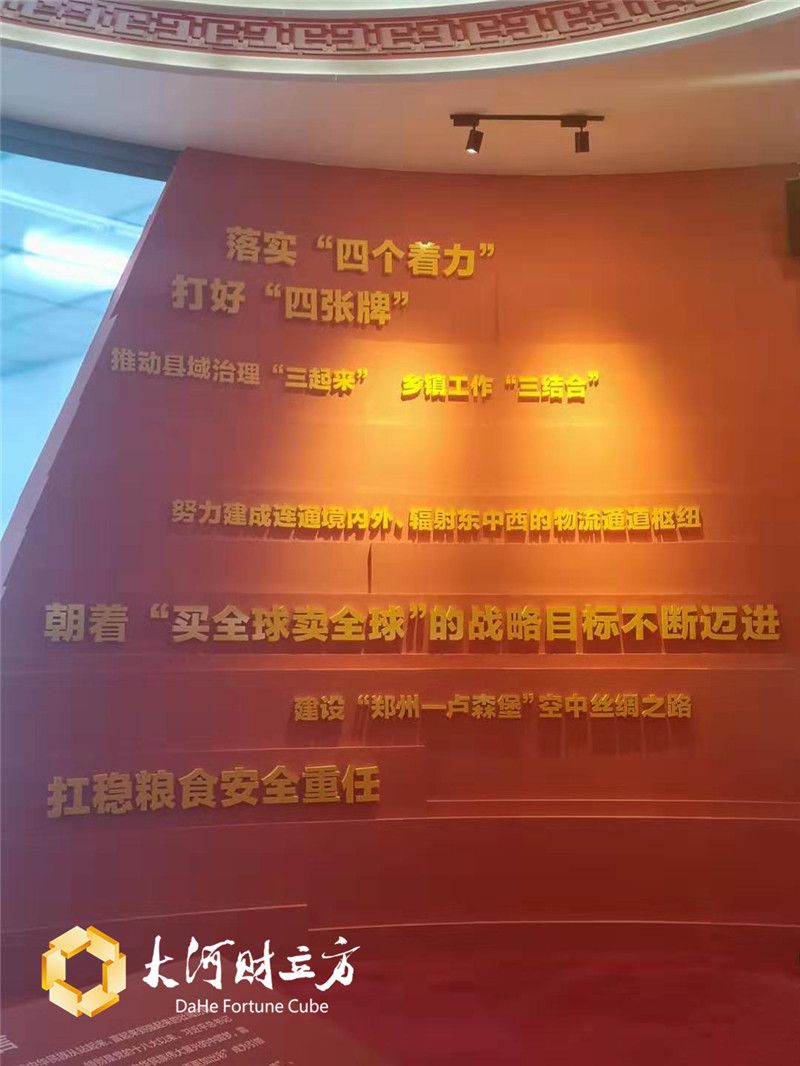 落实“四个着力”
打好“四张牌”
推动县域治理“三起来” 乡镇工作“三结合”
努力建成连通境内外、辐射东中西的物流通道枢纽
朝着“买全球卖全球”的战略目标不断迈进
建设“郑州—卢森堡”空中丝绸之路
扛稳粮食安全重任
大河财立方
DaHe Fortune Cube